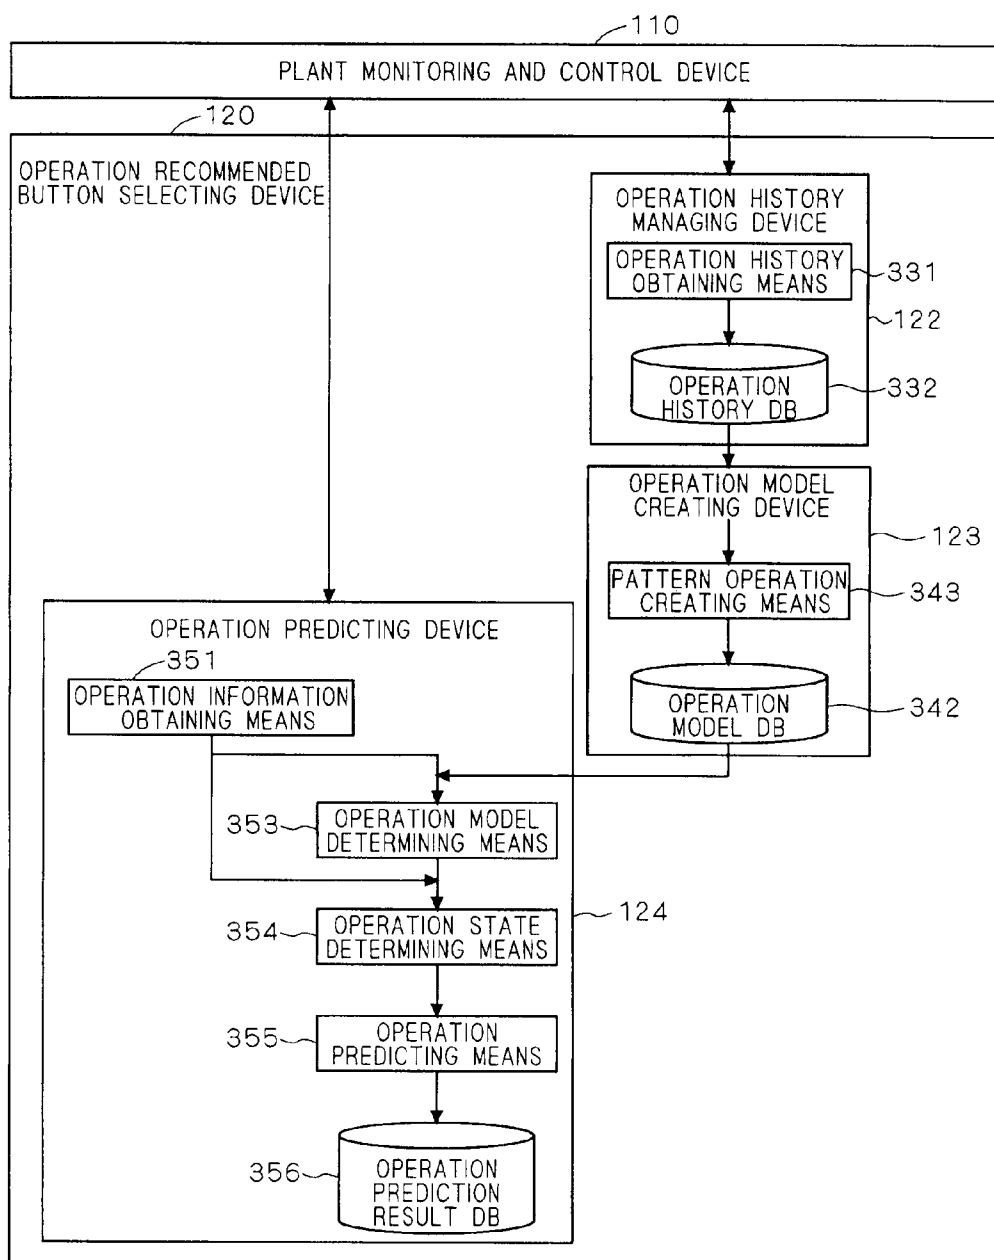 110
PLANT MONITORING AND CONTROL DEVICE
120
OPERATION RECOMMENDED
BUTTON SELECTING DEVICE
OPERATION HISTORY
MANAGING DEVICE
OPERATION HISTORY
OBTAINING MEANS
331
122
OPERATION
HISTORY DB
332
OPERATION MODEL
CREATING DEVICE
123
PATTERN OPERATION
CREATING MEANS
343
OPERATION
MODEL DB
342
OPERATION PREDICTING DEVICE
351
OPERATION INFORMATION
OBTAINING MEANS
353
OPERATION MODEL
DETERMINING MEANS
124
354
OPERATION STATE
DETERMINING MEANS
355
OPERATION
PREDICTING MEANS
356
OPERATION
PREDICTION
RESULT DB